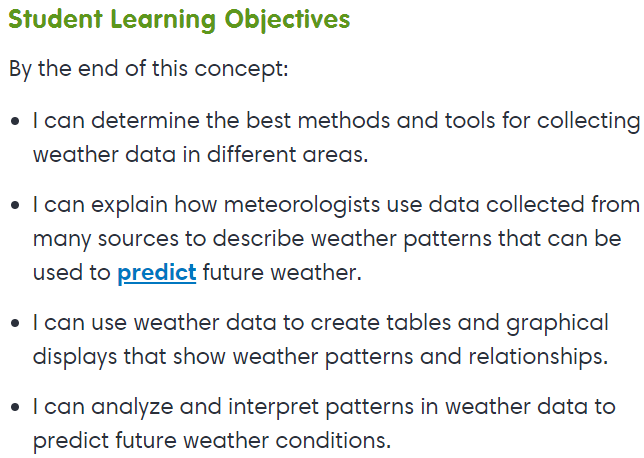 Student Learning Objectives
By the end of this concept:
• I can determine the best methods and tools for collecting
weather data in different areas.
• I can explain how meteorologists use data collected from
many sources to describe weather patterns that can be
used to predict future weather.
• I can use weather data to create tables and graphical
displays that show weather patterns and relationships.
• I can analyze and interpret patterns in weather data to
predict future weather conditions.